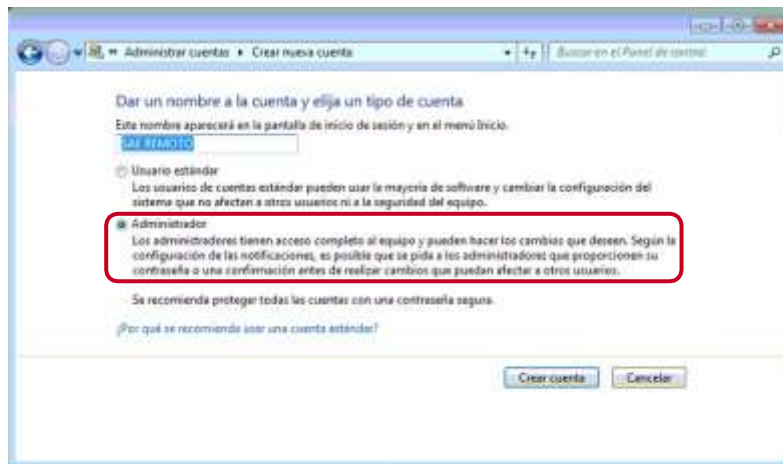 Administrar cuentas ▸ Crear nueva cuenta
Buscar en el Panel de control
Dar un nombre a la cuenta y elija un tipo de cuenta
Este nombre aparecerá en la pantalla de inicio de sesión y en el menú Inicio.
SAE REMOTO
Usuario estándar
Los usuarios de cuentas estándar pueden usar la mayoría de software y cambiar la configuración del
sistema que no afecten a otros usuarios ni a la seguridad del equipo.
Administrador
Los administradores tienen acceso completo al equipo y pueden hacer los cambios que deseen. Según la
configuración de las notificaciones, es posible que se pida a los administradores que proporcionen su
contraseña o una confirmación antes de realizar cambios que puedan afectar a otros usuarios.
Se recomienda proteger todas las cuentas con una contraseña segura.
¿Por qué se recomienda usar una cuenta estándar?
Crear cuenta
Cancelar